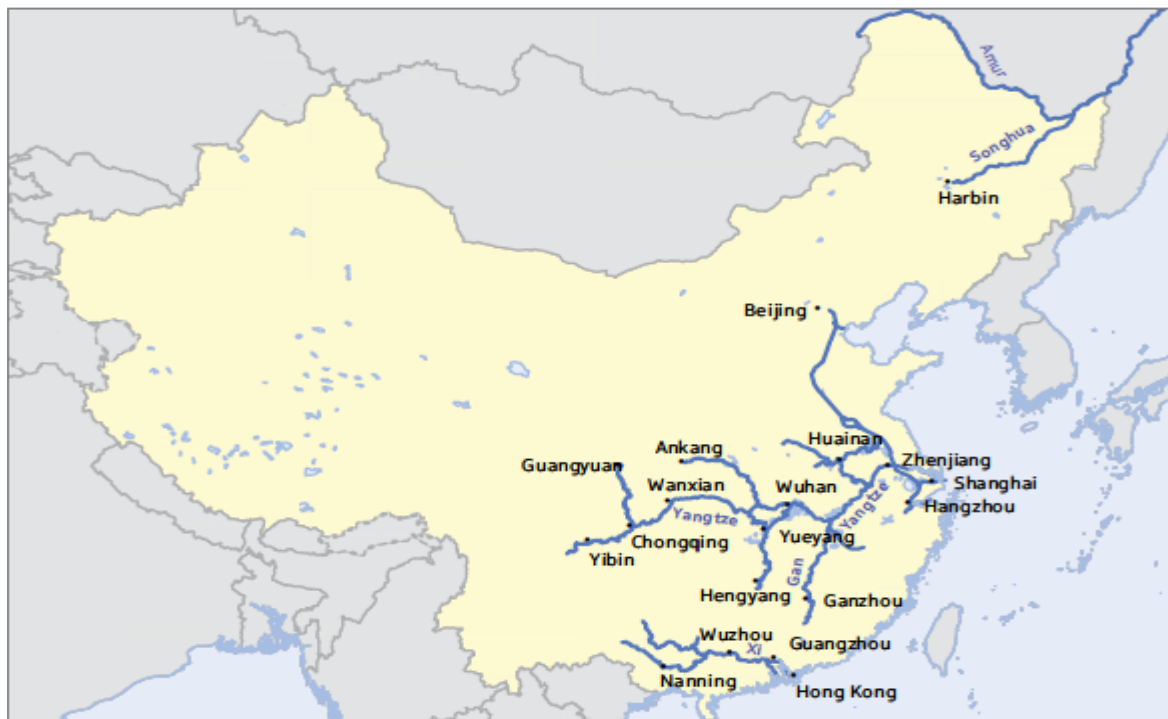 Amur
Songhua
Harbin
Beijing
Huainan
Ankang
Zhenjiang
Guangyuan
Shanghai
Wanxian
Wuhan
Hangzhou
Yangtze
Yangtze
Chongqing
Yueyang
Yibin
Gan
Hengyang
Ganzhou
Wuzhou
Xi
Guangzhou
Nanning
Hong Kong